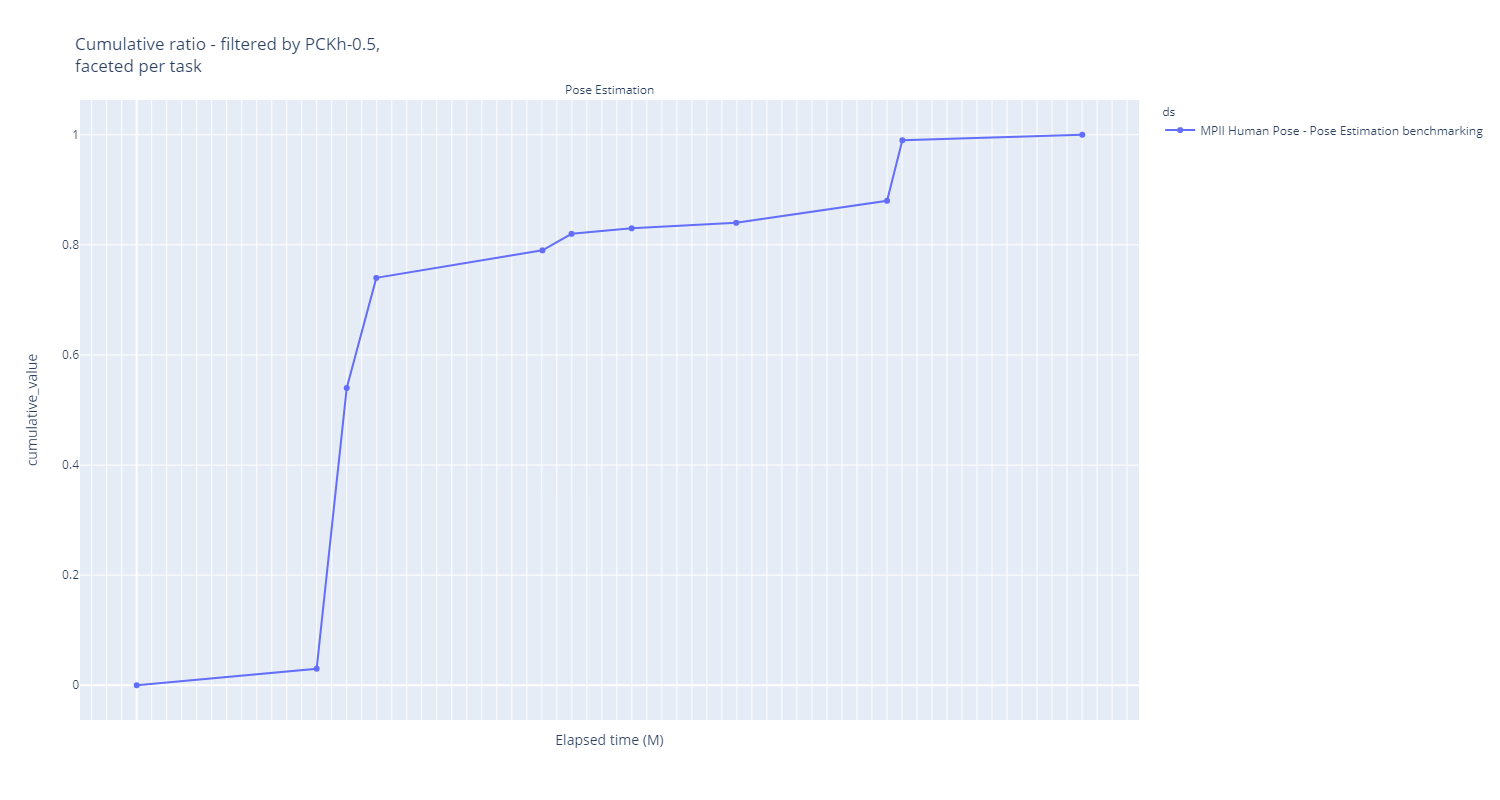 Cumulative ratio - filtered by PCKh-0.5,
faceted per task
Pose Estimation
ds
MPII Human Pose - Pose Estimation benchmarking
1
0.8
0.6
0.4
0.2
0
cumulative_value
Elapsed time (M)